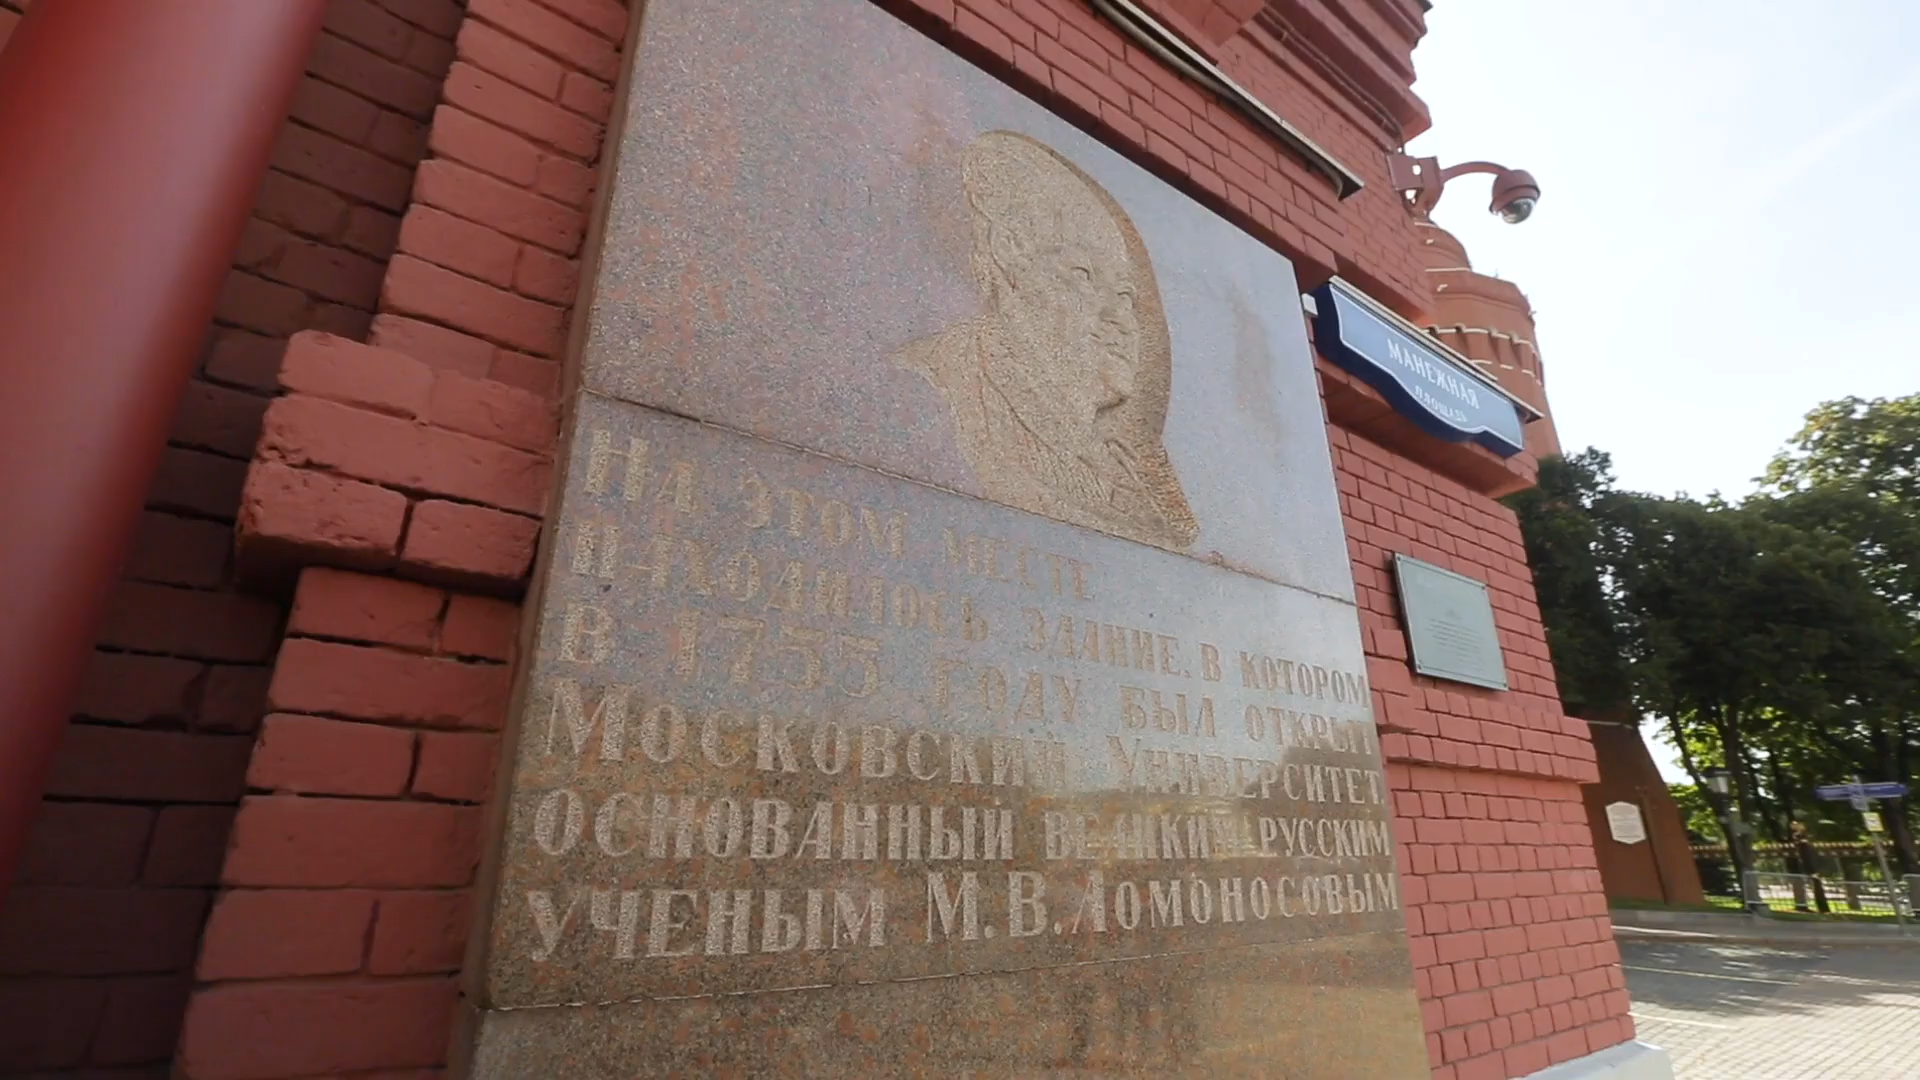 На этом месте
находилось здание, в котором
в 1755 году был открыт
Московский Университет,
основанный великим русским
ученым М.В.Ломоносовым
МАНЕЖНАЯ
ПЛОЩАДЬ